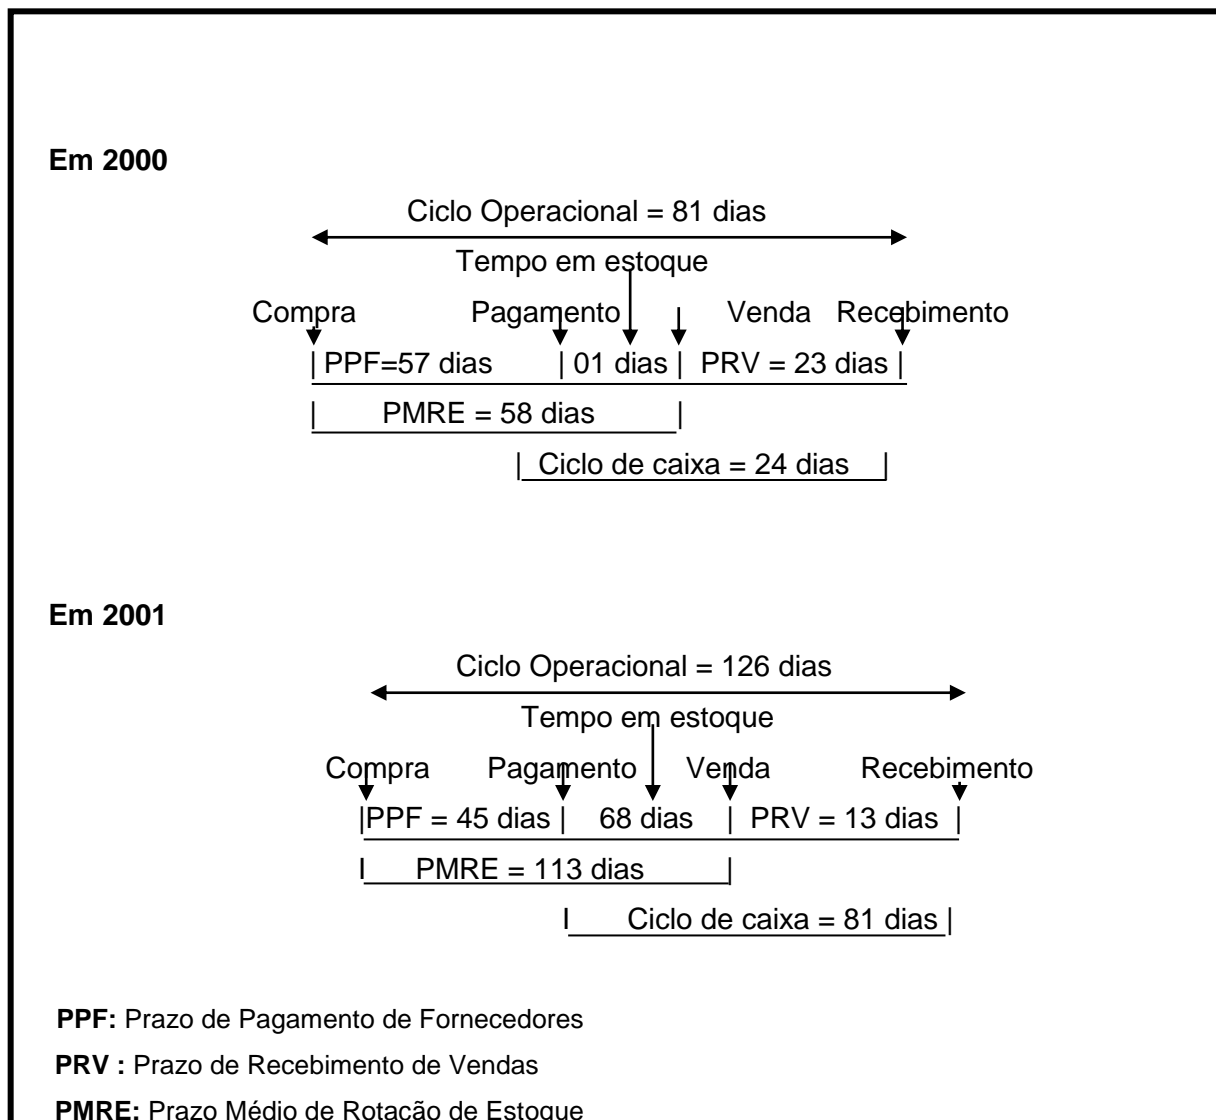 Em 2000
Ciclo Operacional = 81 dias
Tempo em estoque
Compra Pagamento Venda Recebimento
| PPF=57 dias | 01 dias | PRV = 23 dias |
| PMRE = 58 dias |
| Ciclo de caixa = 24 dias |
Em 2001
Ciclo Operacional = 126 dias
Tempo em estoque
Compra Pagamento Venda Recebimento
|PPF = 45 dias | 68 dias | PRV = 13 dias |
I PMRE = 113 dias |
I Ciclo de caixa = 81 dias |
PPF: Prazo de Pagamento de Fornecedores
PRV : Prazo de Recebimento de Vendas
PMRE: Prazo Médio de Rotação de Estoque